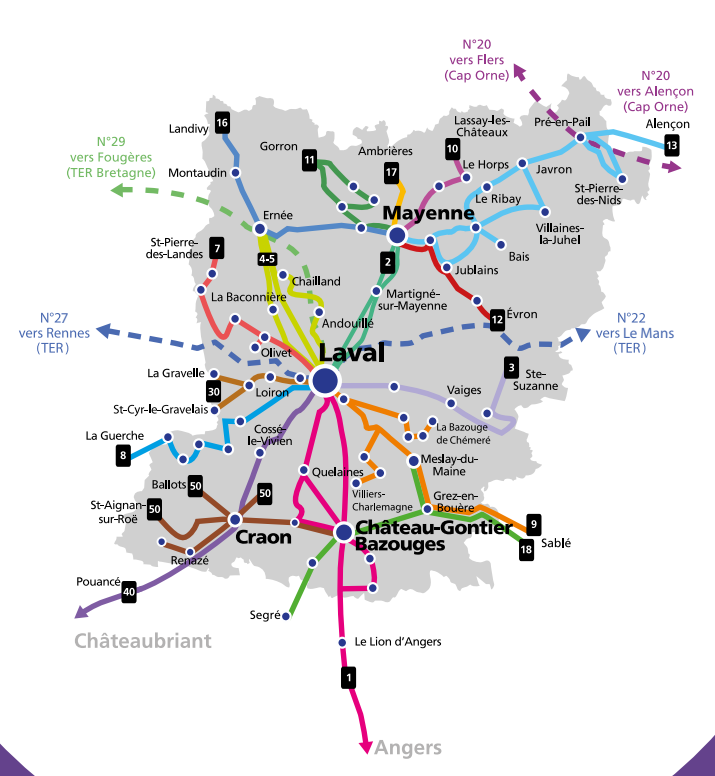 N°20
vers Flers
(Cap Orne)
N°20
vers Alençon
(Cap Orne)
Alençon
13
16
Landivy
Lassay-les-
Châteaux
10
Pré-en-Pail
N°29
vers Fougères
(TER Bretagne)
Gorron
11
Ambrières
17
Le Horps
Javron
Montaudin
St-Pierre-
des-Nids
Le Ribay
Mayenne
Ernée
Villaines-
la-Juhel
St-Pierre-
des-Landes
7
4-5
2
Bais
Jublains
Chailland
La Baconnière
Martigné-
sur-Mayenne
Évron
12
Andouillé
N°27
vers Rennes
(TER)
N°22
vers Le Mans
(TER)
Olivet
Laval
3
Ste-
Suzanne
La Gravelle
30
Loiron
Vaiges
St-Cyr-le-Gravelais
La Guerche
8
Cossé-
le-Vivien
La Bazouge
de Chémeré
Meslay-du-
Maine
Quelaines
Ballots
50
50
Villiers-
Charlemagne
Grez-en-
Bouère
St-Aignan-
sur-Roë
50
Craon
Château-Gontier
Bazouges
9
18
Sablé
Renazé
Pouancé
40
Segré
Châteaubriant
Le Lion d'Angers
1
Angers